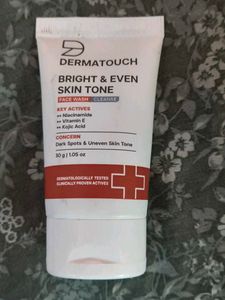 DERMATOUCH
BRIGHT & EVEN
SKIN TONE
FACE WASH CLEANSE
KEY ACTIVES
Niacinamide
Vitamin E
Kojic Acid
CONCERN
Dark Spots & Uneven Skin Tone
30 g / 1.05 oz
DERMATOLOGICALLY TESTED
CLINICALLY PROVEN ACTIVES